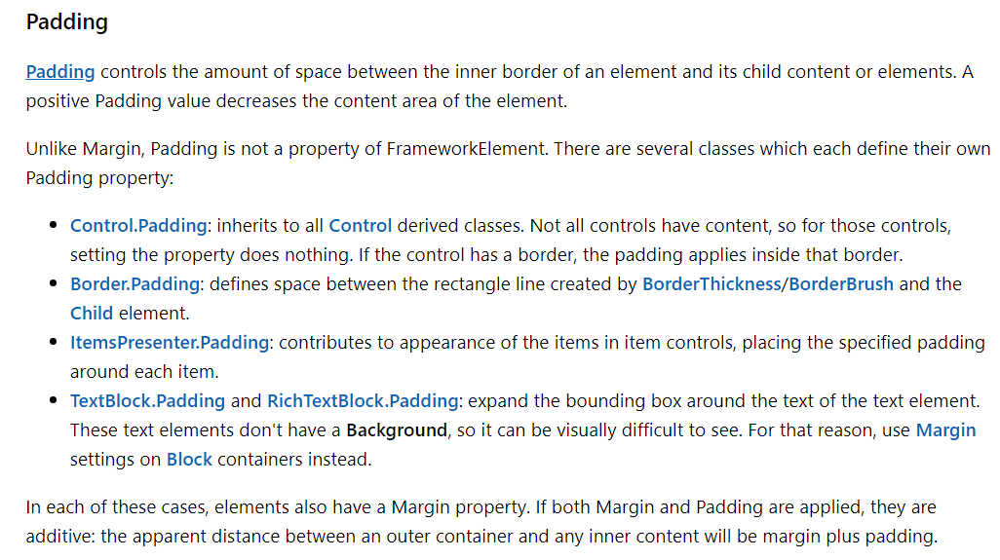 Padding
Padding controls the amount of space between the inner border of an element and its child content or elements. A
positive Padding value decreases the content area of the element.
Unlike Margin, Padding is not a property of FrameworkElement. There are several classes which each define their own
Padding property:
• Control.Padding: inherits to all Control derived classes. Not all controls have content, so for those controls,
setting the property does nothing. If the control has a border, the padding applies inside that border.
• Border.Padding: defines space between the rectangle line created by BorderThickness/BorderBrush and the
Child element.
• ItemsPresenter.Padding: contributes to appearance of the items in item controls, placing the specified padding
around each item.
• TextBlock.Padding and RichTextBlock.Padding: expand the bounding box around the text of the text element.
These text elements don't have a Background, so it can be visually difficult to see. For that reason, use Margin
settings on Block containers instead.
In each of these cases, elements also have a Margin property. If both Margin and Padding are applied, they are
additive: the apparent distance between an outer container and any inner content will be margin plus padding.